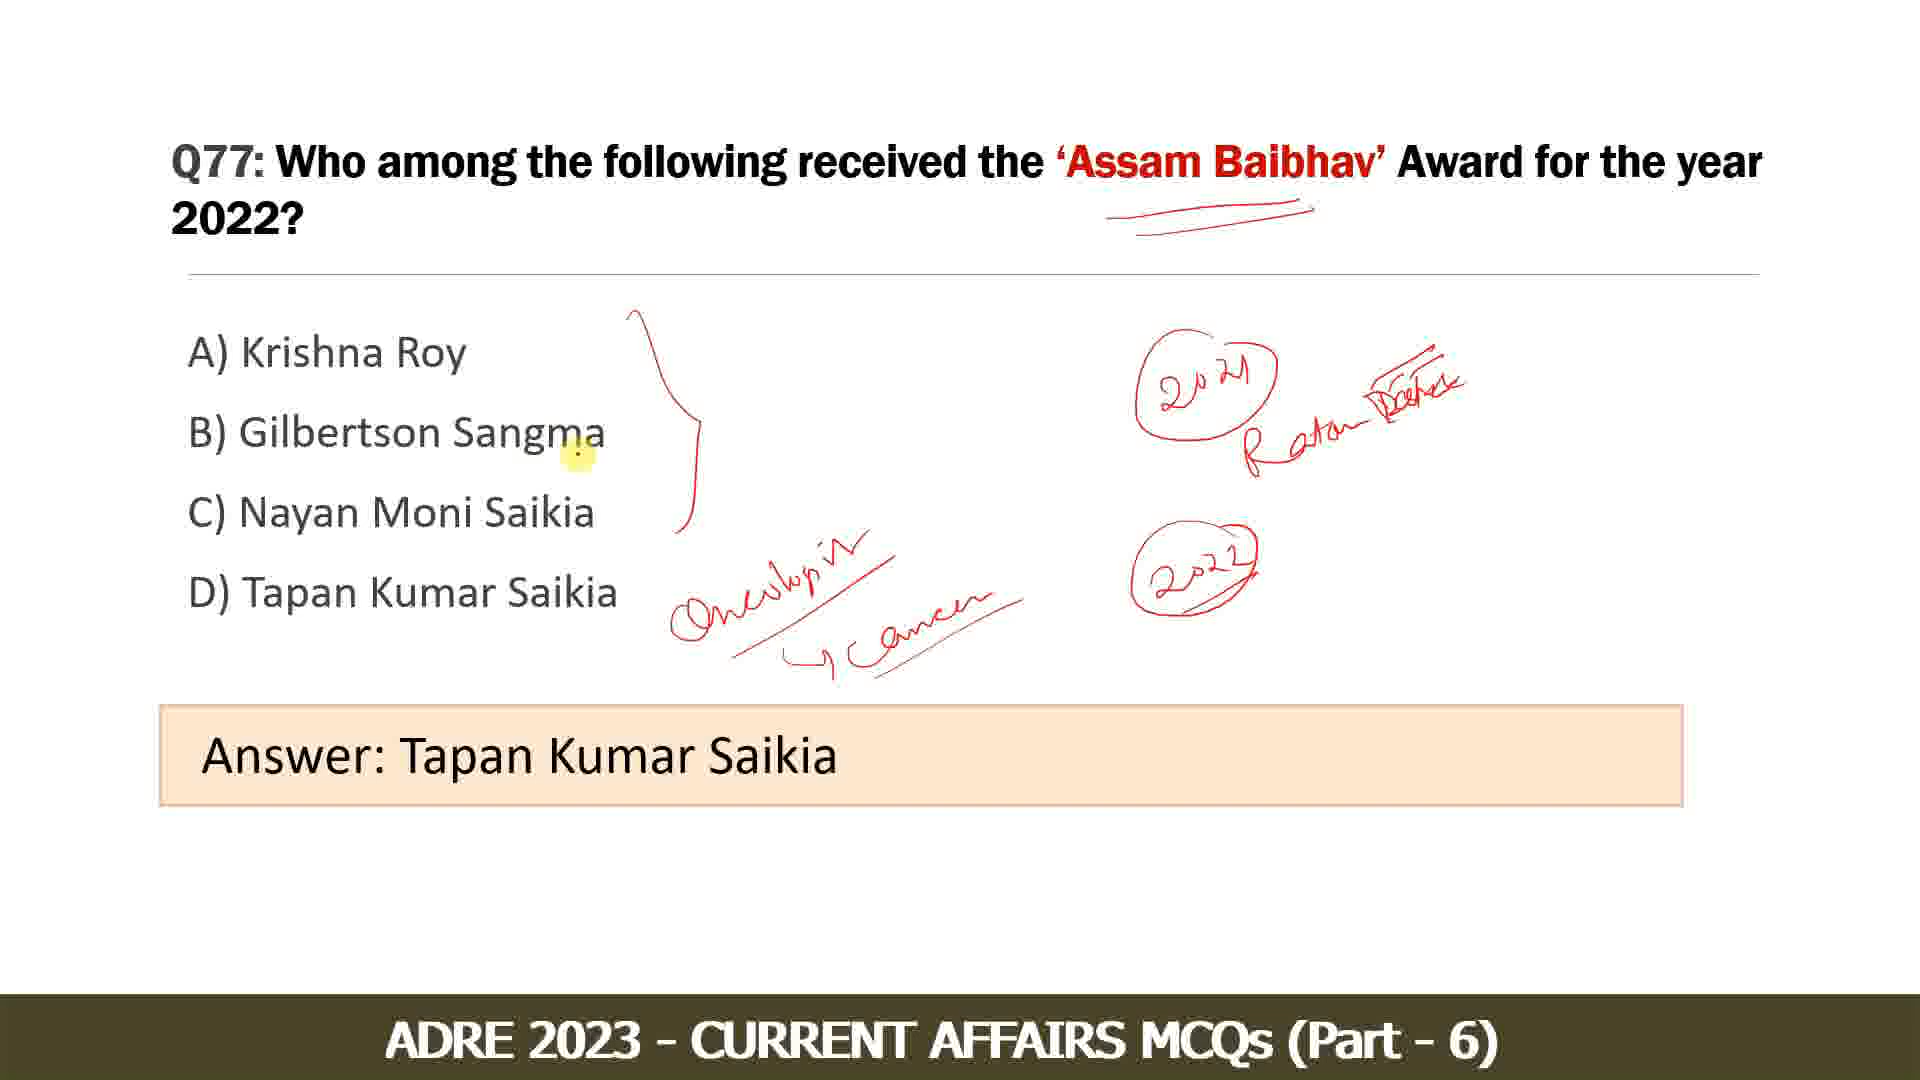 Q77: Who among the following received the ‘Assam Baibhav’ Award for the year
2022?
A) Krishna Roy
B) Gilbertson Sangma
C) Nayan Moni Saikia
D) Tapan Kumar Saikia
2021
Ratan
2022
Oncologist
Cancer
Answer: Tapan Kumar Saikia
ADRE 2023 - CURRENT AFFAIRS MCQs (Part - 6)